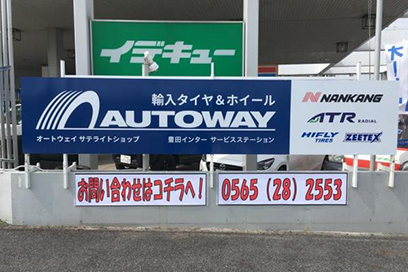 イデキュー
輸入タイヤ&ホイール
AUTOWAY
オートウェイ サテライトショップ
豊田インター サービスステーション
NANKANG
ATR RADIAL
HIFLY TIRES
ZEETEX
お問い合わせはコチラへ!
0565 (28) 2553